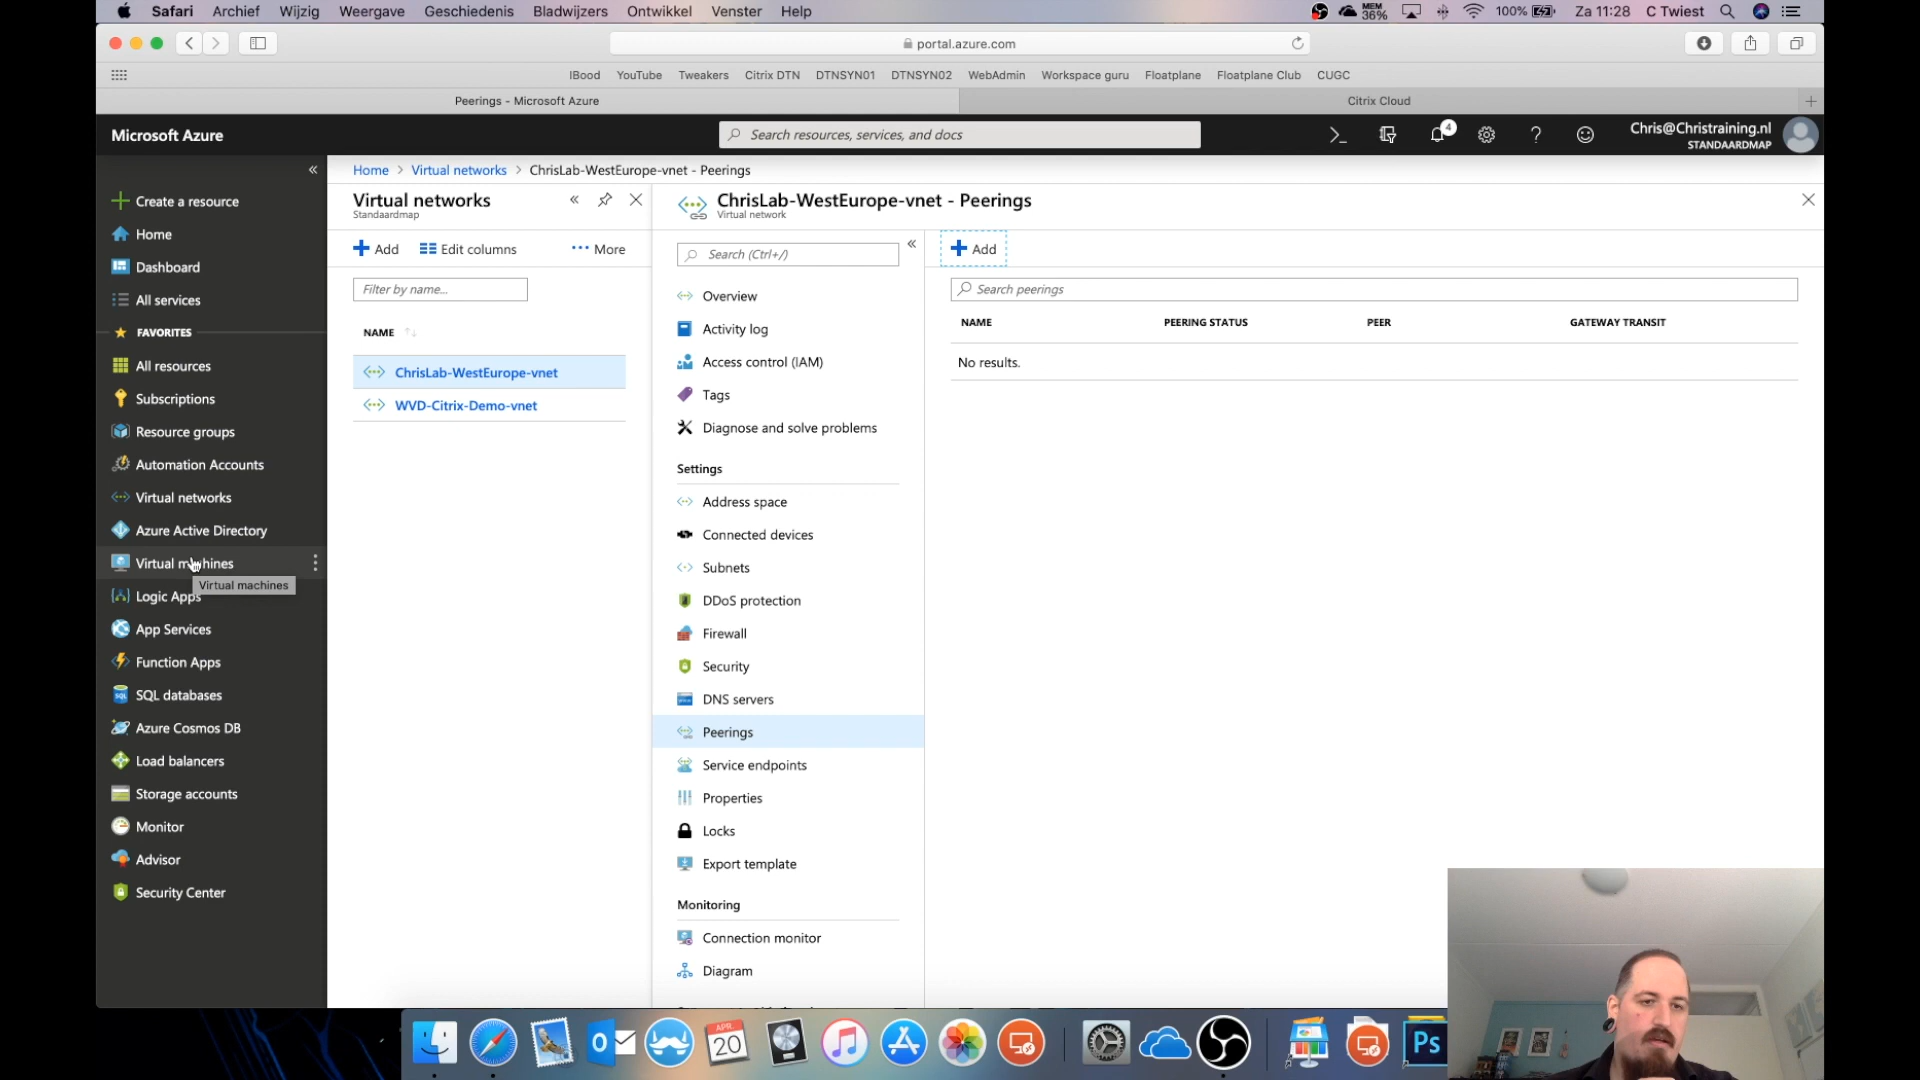 Safari Archief Wijzig Weergave Geschiedenis Bladwijzers Ontwikkel Venster Help
MEM 36% 100% Za 11:28 C Twiest
portal.azure.com
IBood YouTube Tweakers Citrix DTN DTNSYN01 DTNSYN02 WebAdmin Workspace guru Floatplane Floatplane Club CUGC
Peerings - Microsoft Azure
Citrix Cloud
Microsoft Azure
Search resources, services, and docs
4
Chris@Christraining.nl
STANDAARDMAP
Create a resource
Home
Dashboard
All services
FAVORITES
All resources
Subscriptions
Resource groups
Automation Accounts
Virtual networks
Azure Active Directory
Virtual machines
Virtual machines
Logic Apps
App Services
Function Apps
SQL databases
Azure Cosmos DB
Load balancers
Storage accounts
Monitor
Advisor
Security Center
Home > Virtual networks > ChrisLab-WestEurope-vnet - Peerings
Virtual networks
Standaardmap
Add Edit columns More
Filter by name...
NAME
ChrisLab-WestEurope-vnet
WVD-Citrix-Demo-vnet
ChrisLab-WestEurope-vnet - Peerings
Virtual network
Search (Ctrl+/)
Overview
Activity log
Access control (IAM)
Tags
Diagnose and solve problems
Settings
Address space
Connected devices
Subnets
DDoS protection
Firewall
Security
DNS servers
Peerings
Service endpoints
Properties
Locks
Export template
Monitoring
Connection monitor
Diagram
Add
Search peerings
NAME PEERING STATUS PEER GATEWAY TRANSIT
No results.
APR.
20
Ps